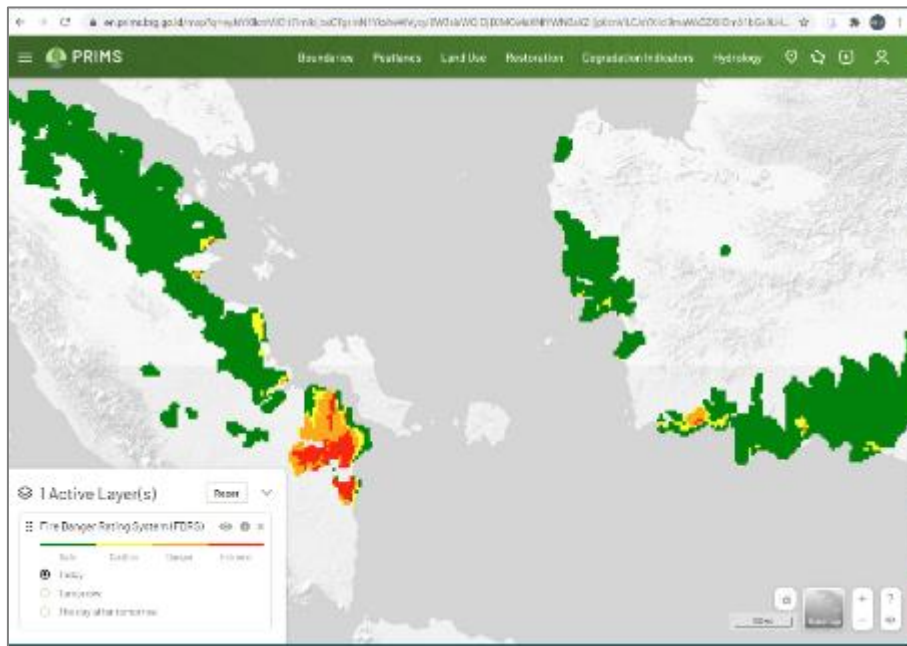 PRIMS
Boundaries Peatlands Land Use Restoration Degradation Indicators Hydrology
1 Active Layer(s)
Reset
Fire Danger Rating System (FDRS)
Safe Caution Danger Extreme
Today
Tomorrow
The day after tomorrow